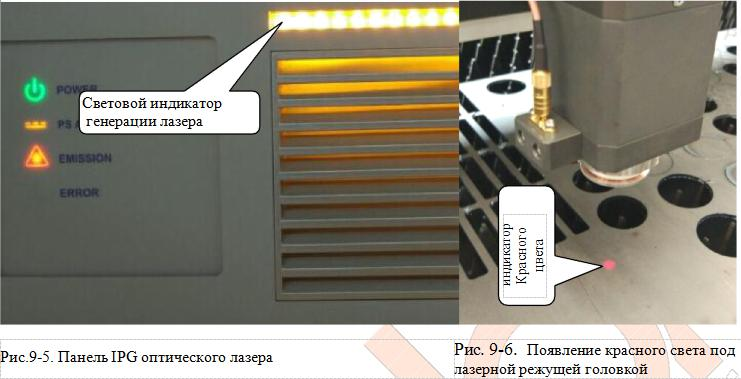 POWER
PS A
EMISSION
ERROR
Световой индикатор
генерации лазера
индикатор
Красного
цвета
Рис.9-5. Панель IPG оптического лазера
Рис. 9-6. Появление красного света под
лазерной режущей головкой